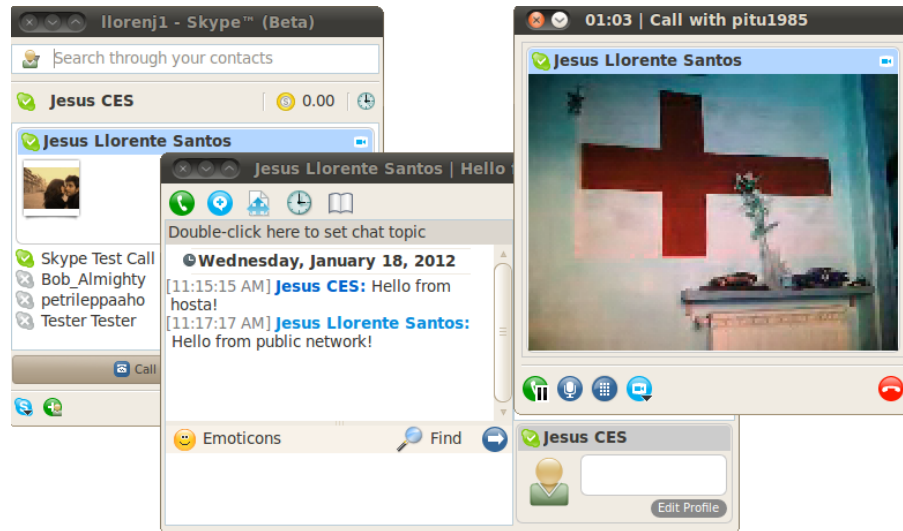 llorenj1 - Skype™ (Beta)
Search through your contacts
Jesus CES
0.00
Jesus Llorente Santos
Skype Test Call
Bob_Almighty
petrileppaaho
Tester Tester
Call
Jesus Llorente Santos | Hello
Double-click here to set chat topic
Wednesday, January 18, 2012
[11:15:15 AM] Jesus CES: Hello from
hosta!
[11:17:17 AM] Jesus Llorente Santos:
Hello from public network!
Emoticons
Find
01:03 | Call with pitu1985
Jesus Llorente Santos
Jesus CES
Edit Profile